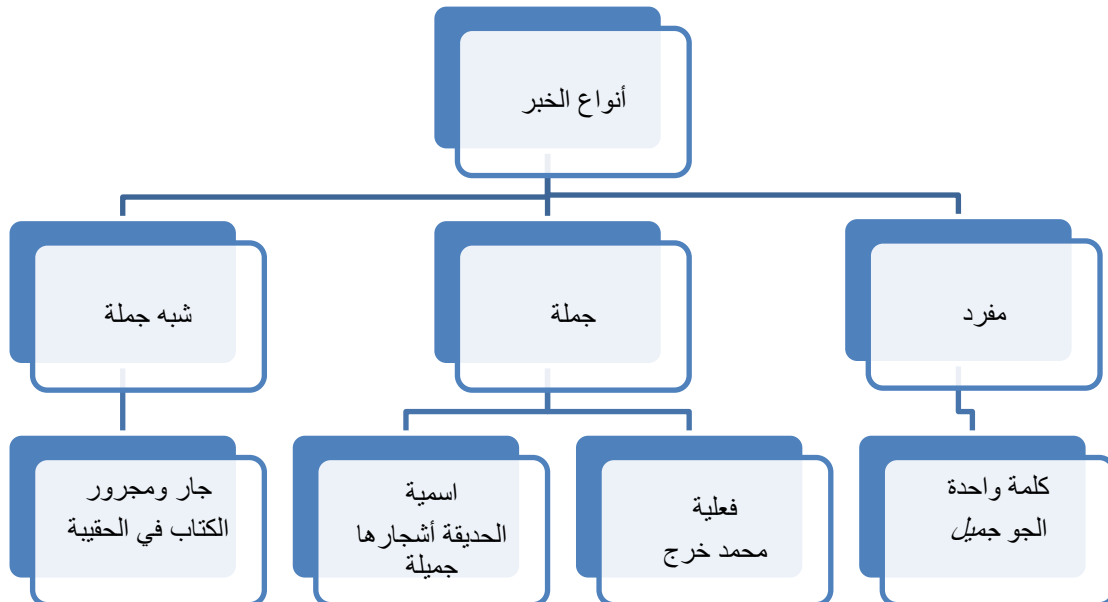 أنواع الخبر
مفرد
جملة
شبه جملة
كلمة واحدة
الجو جميل
فعلية
محمد خرج
اسمية
الحديقة أشجارها
جميلة
جار ومجرور
الكتاب في الحقيبة